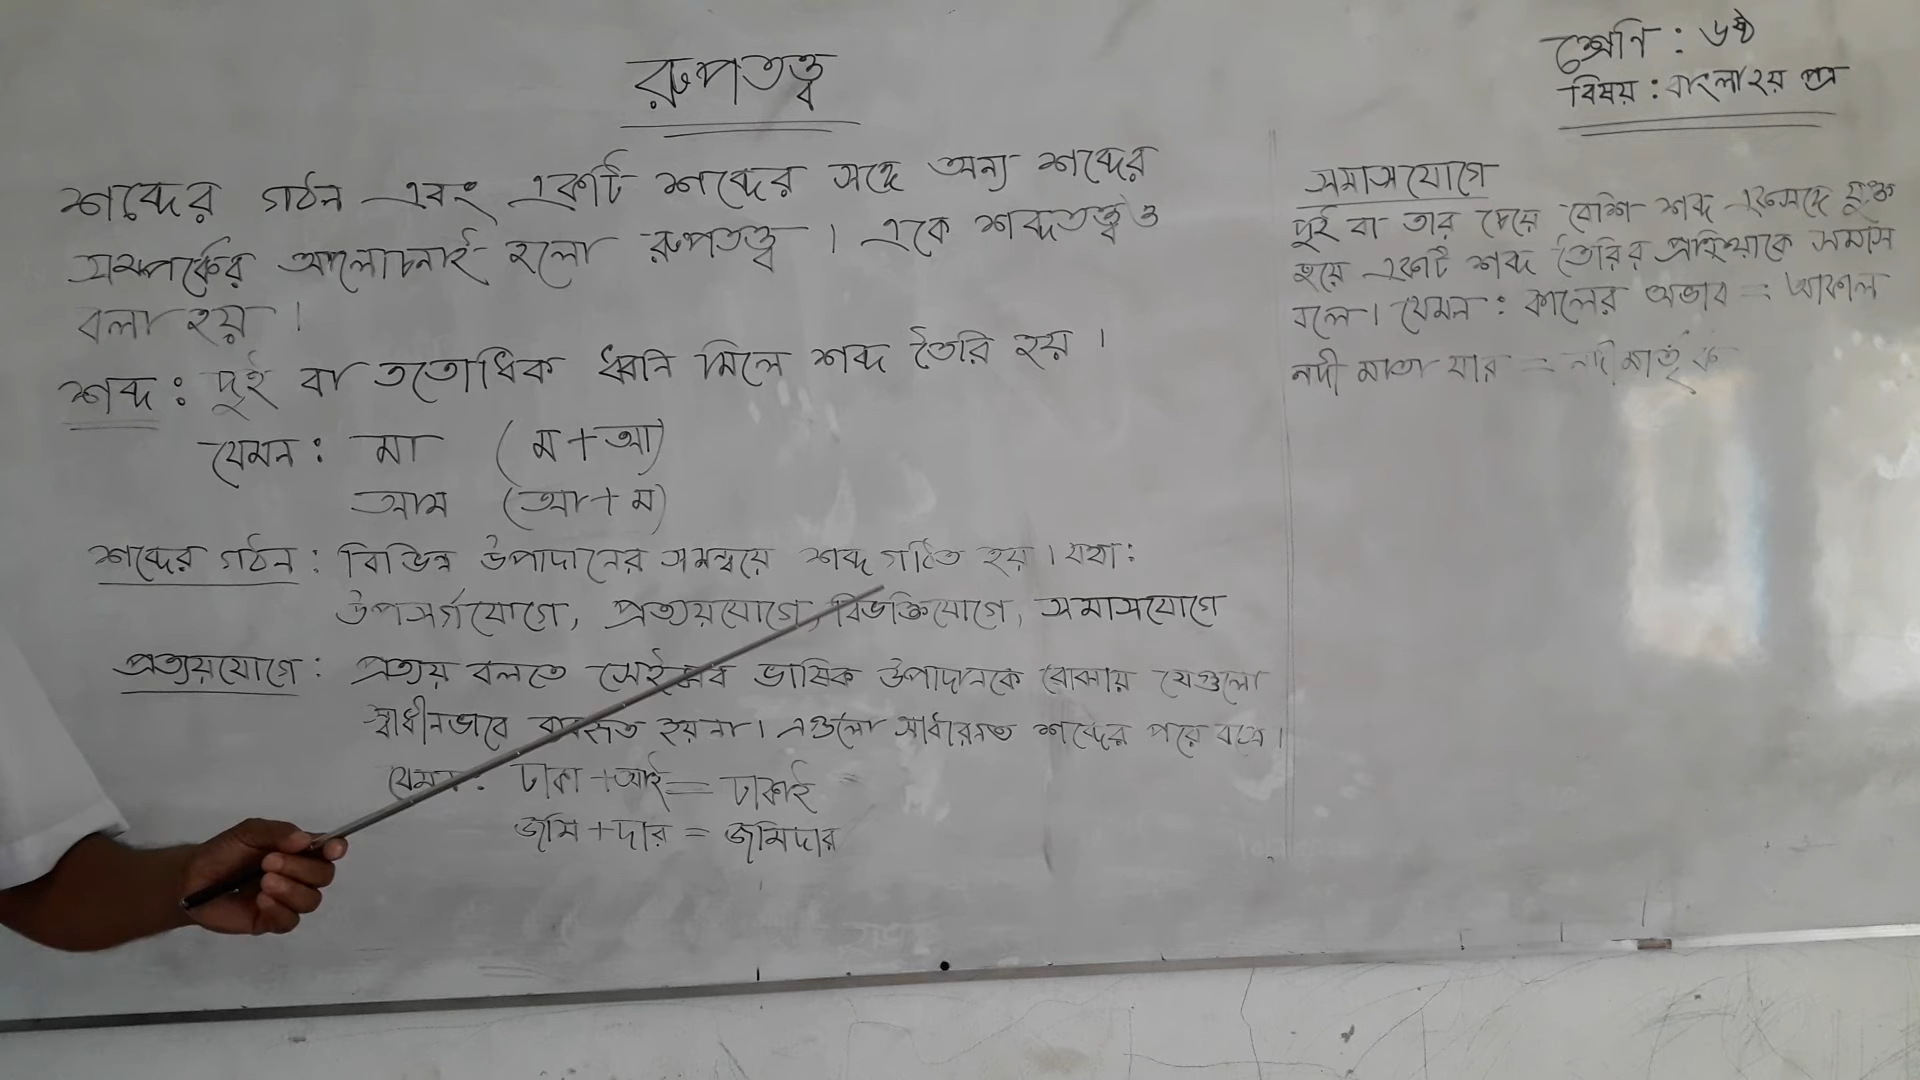 রুপতত্ত্ব
শ্রেণি : ৬ষ্ঠ
বিষয় : বাংলা ২য় পত্র
শব্দের গঠন এবং একটি শব্দের সঙ্গে অন্য শব্দের
সম্পর্কের আলোচনাই হলো রুপতত্ত্ব । একে শব্দতত্ত্ব ও
বলা হয় ।
শব্দ : দুই বা ততোধিক ধ্বনি মিলে শব্দ তৈরি হয় ।
যেমন : মা (ম+আ)
আম (আ+ম)
শব্দের গঠন : বিভিন্ন উপাদানের সমন্বয়ে শব্দ গঠিত হয় । যথা :
উপসর্গযোগে, প্রত্যয়যোগে, বিভক্তিযোগে, সমাসযোগে
প্রত্যয়যোগে : প্রত্যয় বলতে সেইসব ভাষিক উপাদানকে বোঝায় যেগুলো
স্বাধীনভাবে ব্যবহৃত হয় না । এগুলো সাধারণত শব্দের পরে বসে ।
যেমন : ঢাকা + আই = ঢাকাই
জমি + দার = জমিদার
সমাসযোগে
দুই বা তার চেয়ে বেশি শব্দ একসঙ্গে যুক্ত
হয়ে একটি শব্দ তৈরির প্রক্রিয়াকে সমাস
বলে । যেমন : কালের অভাব = আকাল
নদী মাতা যার = নদীমাতৃক